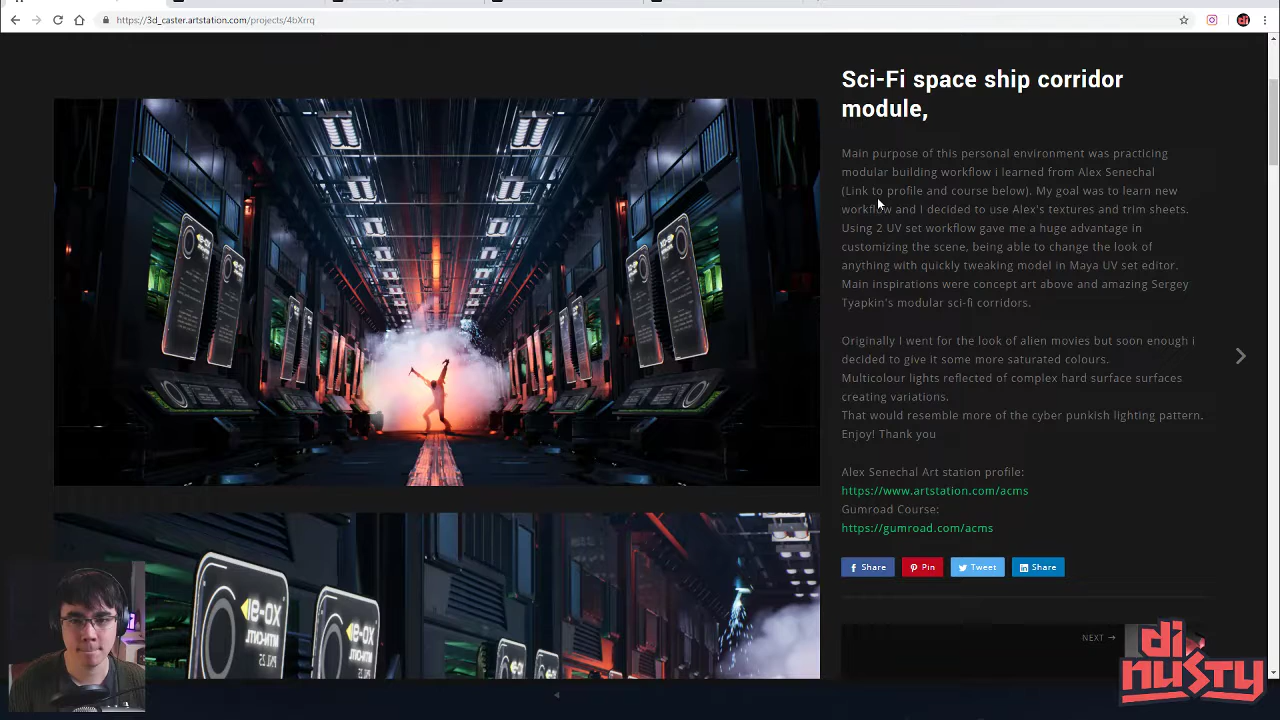 https://3d_caster.artstation.com/projects/4bXrrq
Sci-Fi space ship corridor
module,
Main purpose of this personal environment was practicing
modular building workflow i learned from Alex Senechal
(Link to profile and course below). My goal was to learn new
workflow and I decided to use Alex's textures and trim sheets.
Using 2 UV set workflow gave me a huge advantage in
customizing the scene, being able to change the look of
anything with quickly tweaking model in Maya UV set editor.
Main inspirations were concept art above and amazing Sergey
Tyapkin's modular sci-fi corridors.
Originally I went for the look of alien movies but soon enough i
decided to give it some more saturated colours.
Multicolour lights reflected of complex hard surface surfaces
creating variations.
That would resemble more of the cyber punkish lighting pattern.
Enjoy! Thank you
Alex Senechal Art station profile:
https://www.artstation.com/acms
Gumroad Course:
https://gumroad.com/acms
Share Pin Tweet Share
NEXT →
XO-91
XO-91
di
nusty